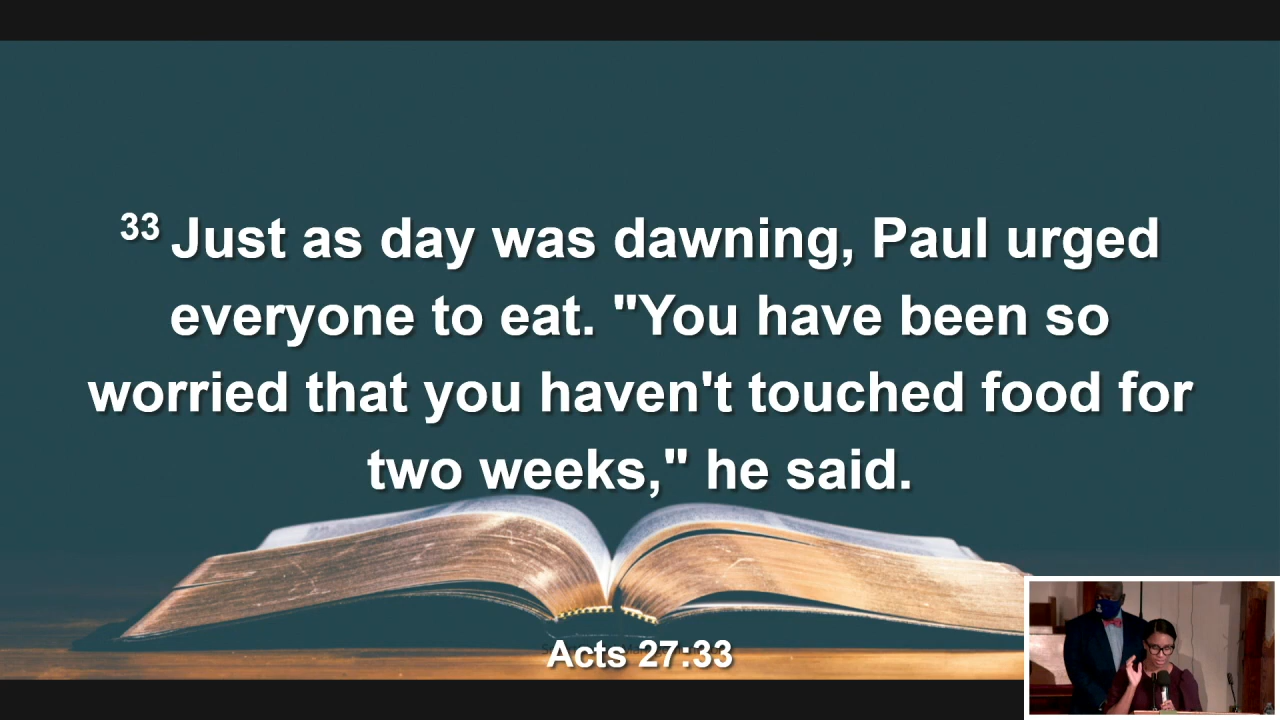 33 Just as day was dawning, Paul urged
everyone to eat. "You have been so
worried that you haven't touched food for
two weeks," he said.
Acts 27:33